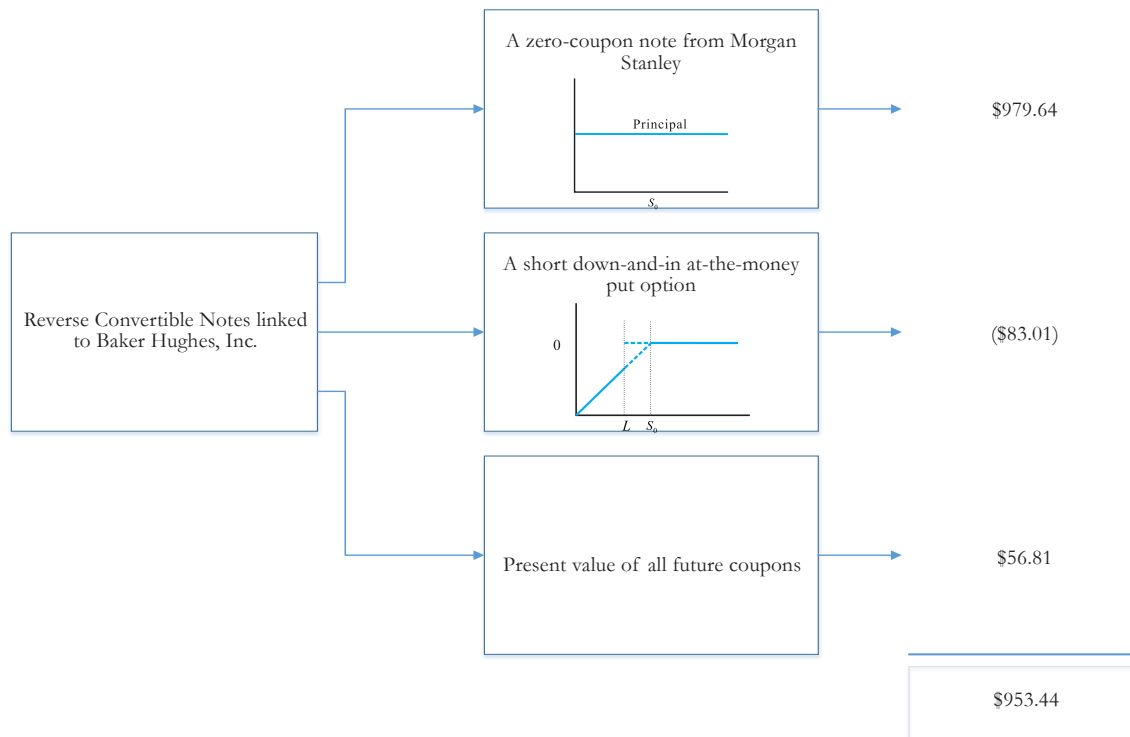 A zero-coupon note from Morgan
Stanley
Principal
S₀
$979.64
Reverse Convertible Notes linked
to Baker Hughes, Inc.
A short down-and-in at-the-money
put option
0
L S₀
($83.01)
Present value of all future coupons
$56.81
$953.44